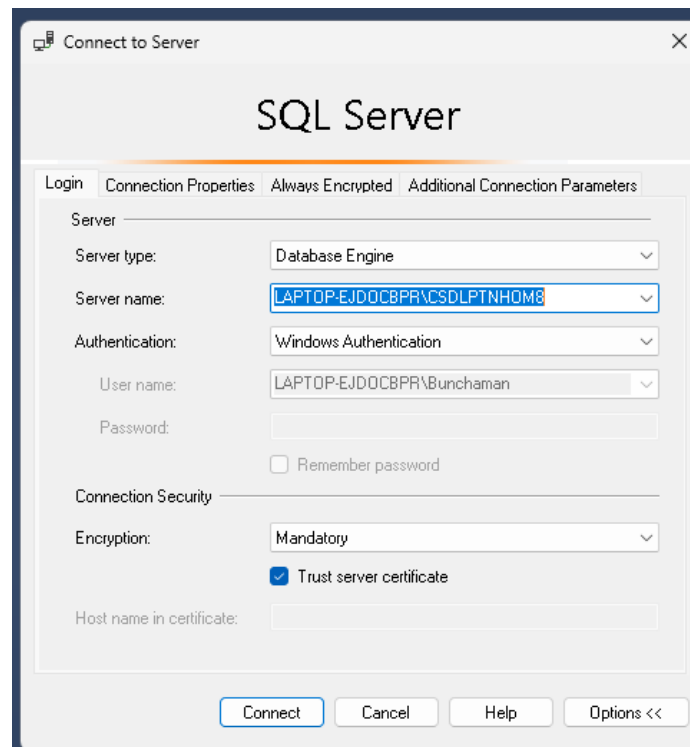 Connect to Server
SQL Server
Login Connection Properties Always Encrypted Additional Connection Parameters
Server
Server type: Database Engine
Server name: LAPTOP-EJDOCBPR\CSDLPTNHOM8
Authentication: Windows Authentication
User name: LAPTOP-EJDOCBPR\Bunchaman
Password:
Remember password
Connection Security
Encryption: Mandatory
Trust server certificate
Host name in certificate:
Connect Cancel Help Options <<